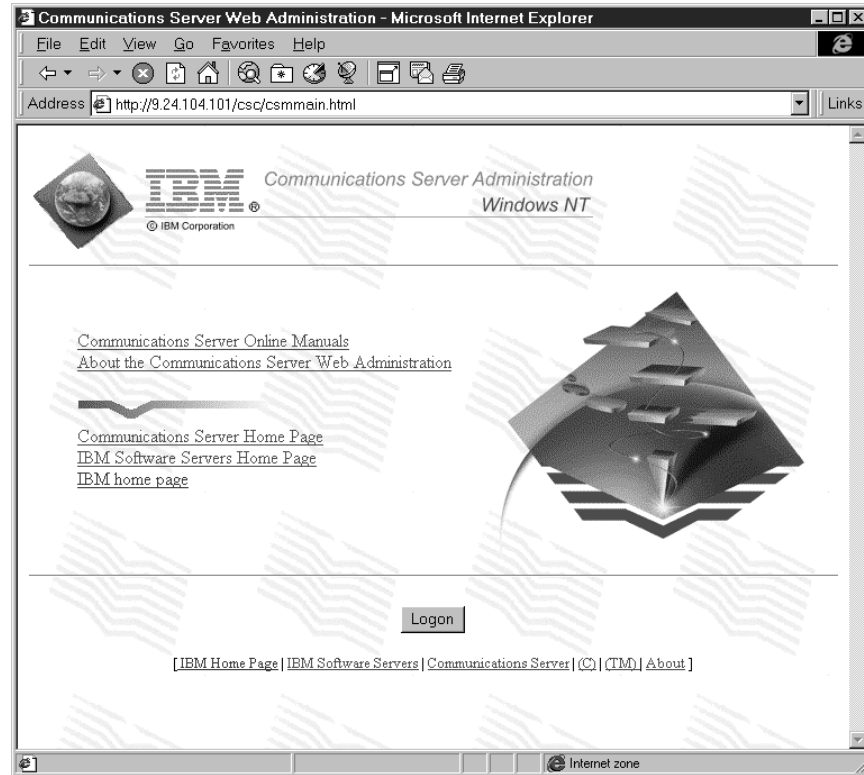 Communications Server Web Administration - Microsoft Internet Explorer
File Edit View Go Favorites Help
Address http://9.24.104.101/csc/csmmain.html Links
IBM ®
© IBM Corporation
Communications Server Administration
Windows NT
Communications Server Online Manuals
About the Communications Server Web Administration
Communications Server Home Page
IBM Software Servers Home Page
IBM home page
Logon
[ IBM Home Page | IBM Software Servers | Communications Server | (C) | (TM) | About ]
Internet zone